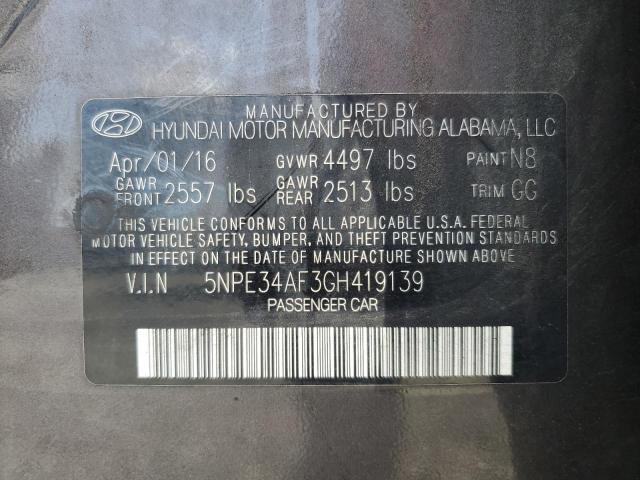 MANUFACTURED BY
HYUNDAI MOTOR MANUFACTURING ALABAMA, LLC
Apr/01/16 GVWR 4497 lbs PAINT N8
GAWR FRONT 2557 lbs GAWR REAR 2513 lbs TRIM GG
THIS VEHICLE CONFORMS TO ALL APPLICABLE U.S.A. FEDERAL
MOTOR VEHICLE SAFETY, BUMPER, AND THEFT PREVENTION STANDARDS
IN EFFECT ON THE DATE OF MANUFACTURE SHOWN ABOVE
V.I.N 5NPE34AF3GH419139
PASSENGER CAR